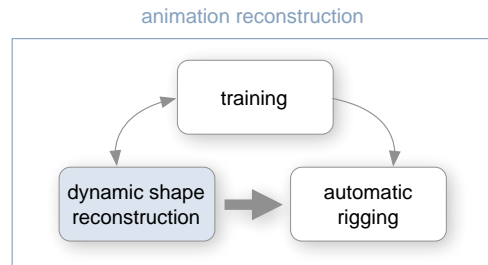 animation reconstruction
training
dynamic shape
reconstruction
automatic
rigging